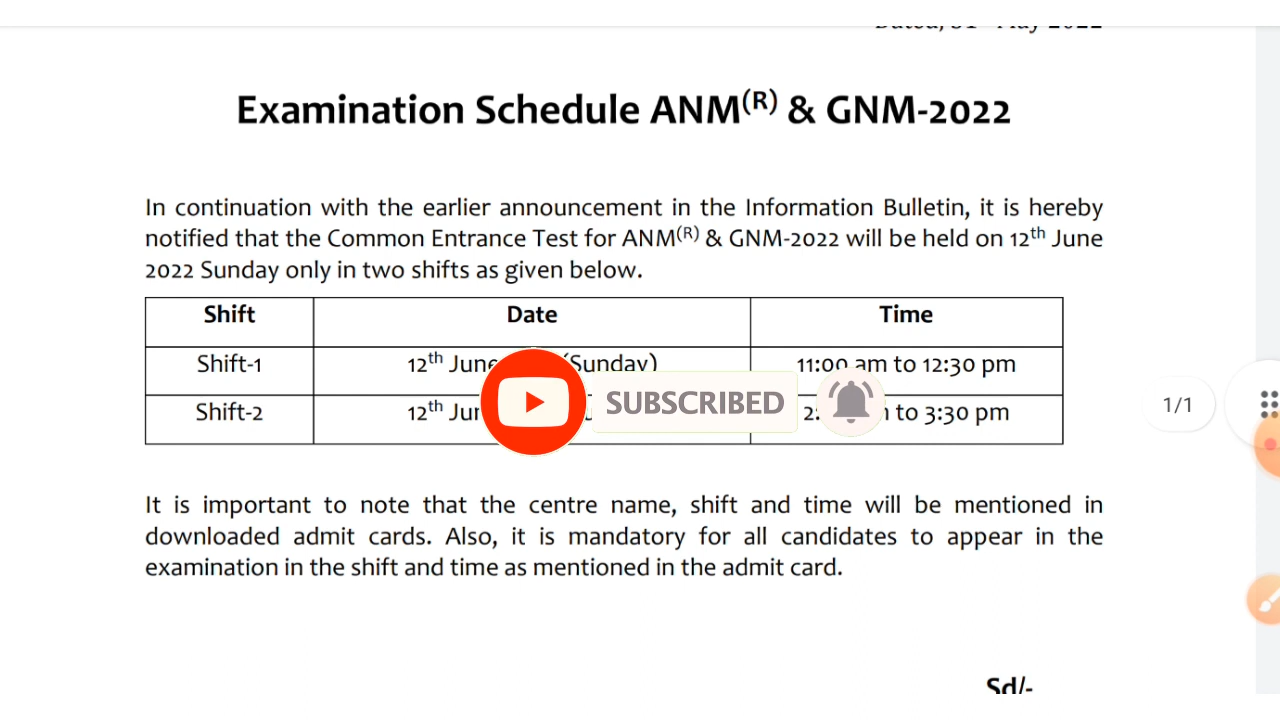 Examination Schedule ANM(R) & GNM-2022
In continuation with the earlier announcement in the Information Bulletin, it is hereby
notified that the Common Entrance Test for ANM(R) & GNM-2022 will be held on 12th June
2022 Sunday only in two shifts as given below.
Shift Date Time
Shift-1 12th June (Sunday) 11:00 am to 12:30 pm
Shift-2 12th to 3:30 pm
SUBSCRIBED
1/1
It is important to note that the centre name, shift and time will be mentioned in
downloaded admit cards. Also, it is mandatory for all candidates to appear in the
examination in the shift and time as mentioned in the admit card.
Sd/-